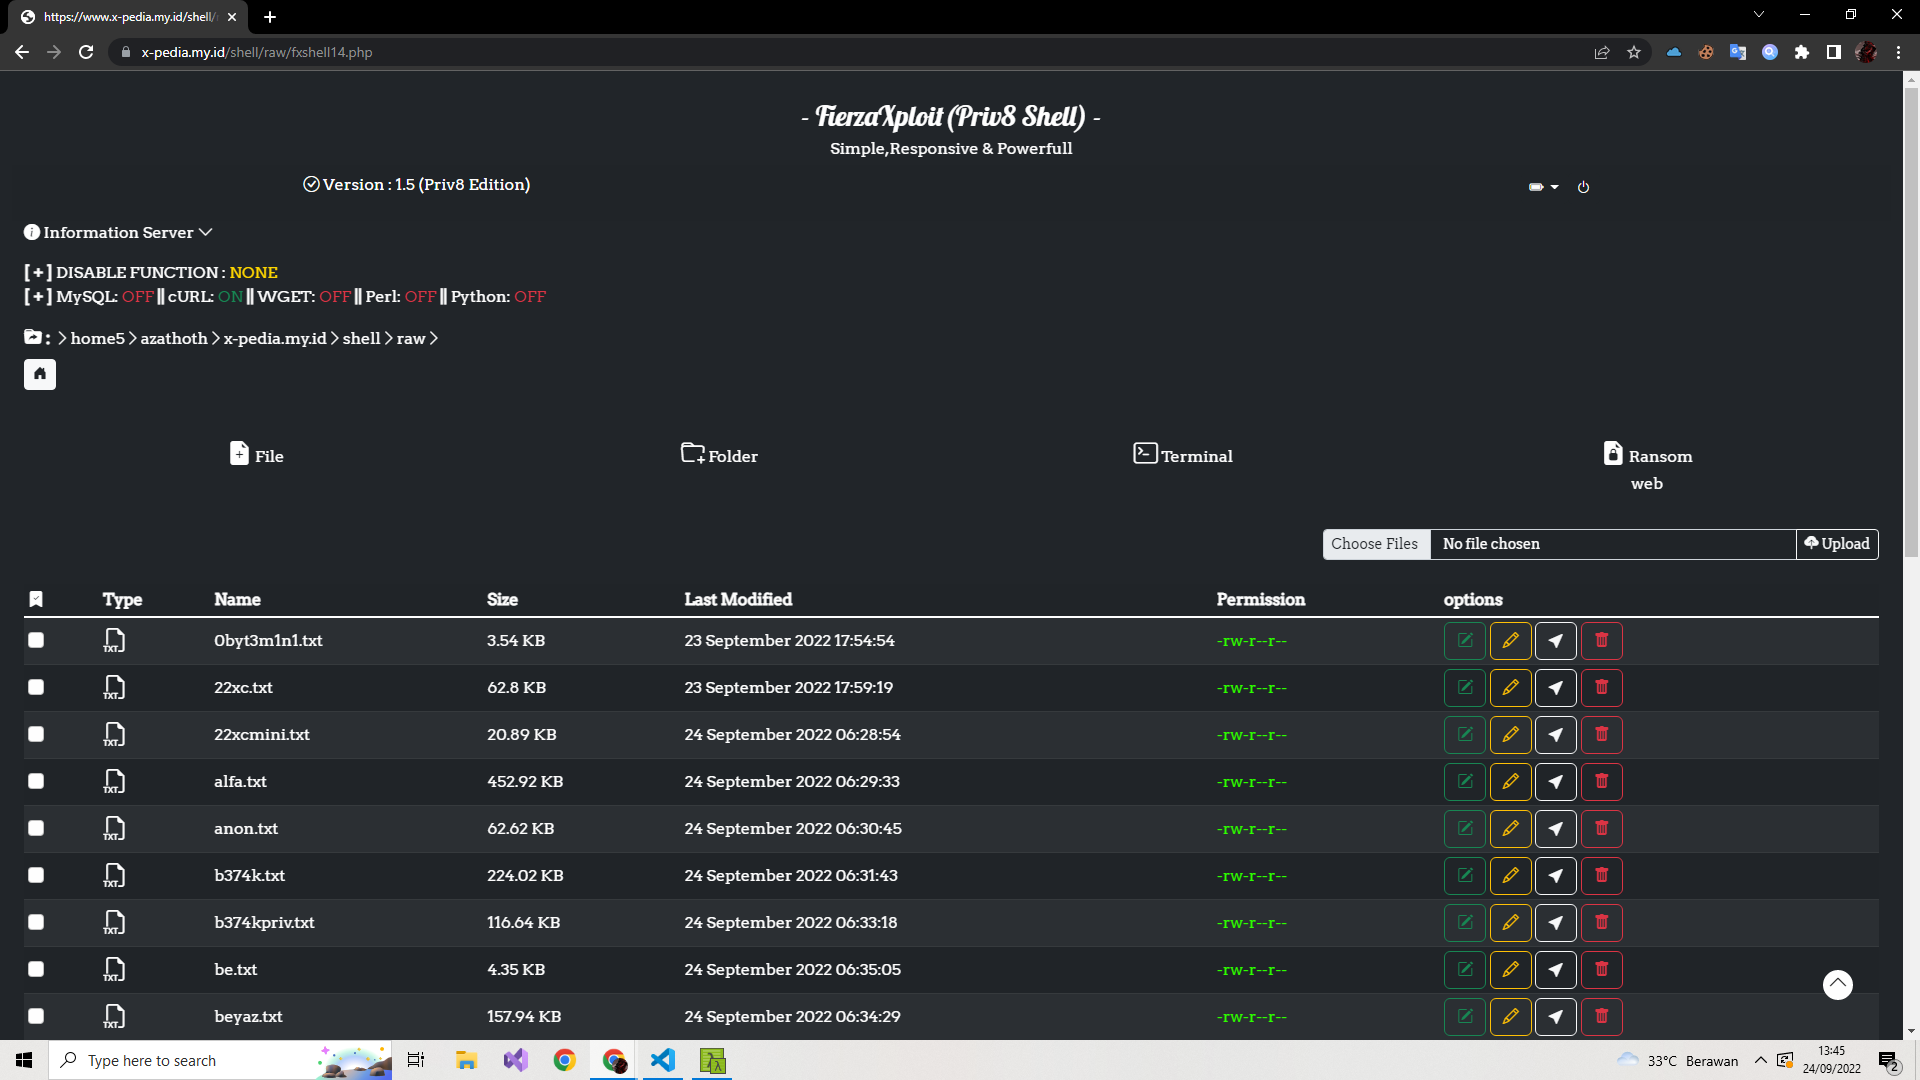 https://www.x-pedia.my.id/shell/
x-pedia.my.id/shell/raw/fxshell14.php
- FierzaXploit (Priv8 Shell) -
Simple,Responsive & Powerfull
Version : 1.5 (Priv8 Edition)
Information Server
[ + ] DISABLE FUNCTION : NONE
[ + ] MySQL: OFF || cURL: ON || WGET: OFF || Perl: OFF || Python: OFF
: > home5 > azathoth > x-pedia.my.id > shell > raw >
File Folder Terminal Ransom
web
Choose Files No file chosen Upload
Type Name Size Last Modified Permission options
TXT 0byt3m1n1.txt 3.54 KB 23 September 2022 17:54:54 -rw-r--r--
TXT 22xc.txt 62.8 KB 23 September 2022 17:59:19 -rw-r--r--
TXT 22xcmini.txt 20.89 KB 24 September 2022 06:28:54 -rw-r--r--
TXT alfa.txt 452.92 KB 24 September 2022 06:29:33 -rw-r--r--
TXT anon.txt 62.62 KB 24 September 2022 06:30:45 -rw-r--r--
TXT b374k.txt 224.02 KB 24 September 2022 06:31:43 -rw-r--r--
TXT b374kpriv.txt 116.64 KB 24 September 2022 06:33:18 -rw-r--r--
TXT be.txt 4.35 KB 24 September 2022 06:35:05 -rw-r--r--
TXT beyaz.txt 157.94 KB 24 September 2022 06:34:29 -rw-r--r--
Type here to search
33°C Berawan
13:45
24/09/2022
2